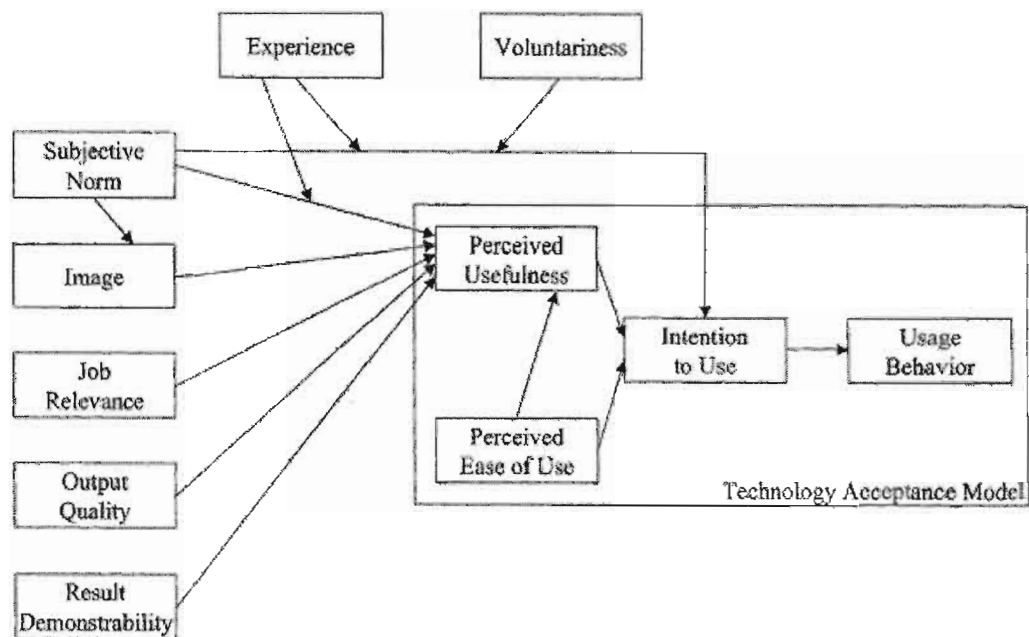 Experience
Voluntariness
Subjective
Norm
Image
Perceived
Usefulness
Job
Relevance
Intention
to Use
Usage
Behavior
Perceived
Ease of Use
Output
Quality
Technology Acceptance Model
Result
Demonstrability